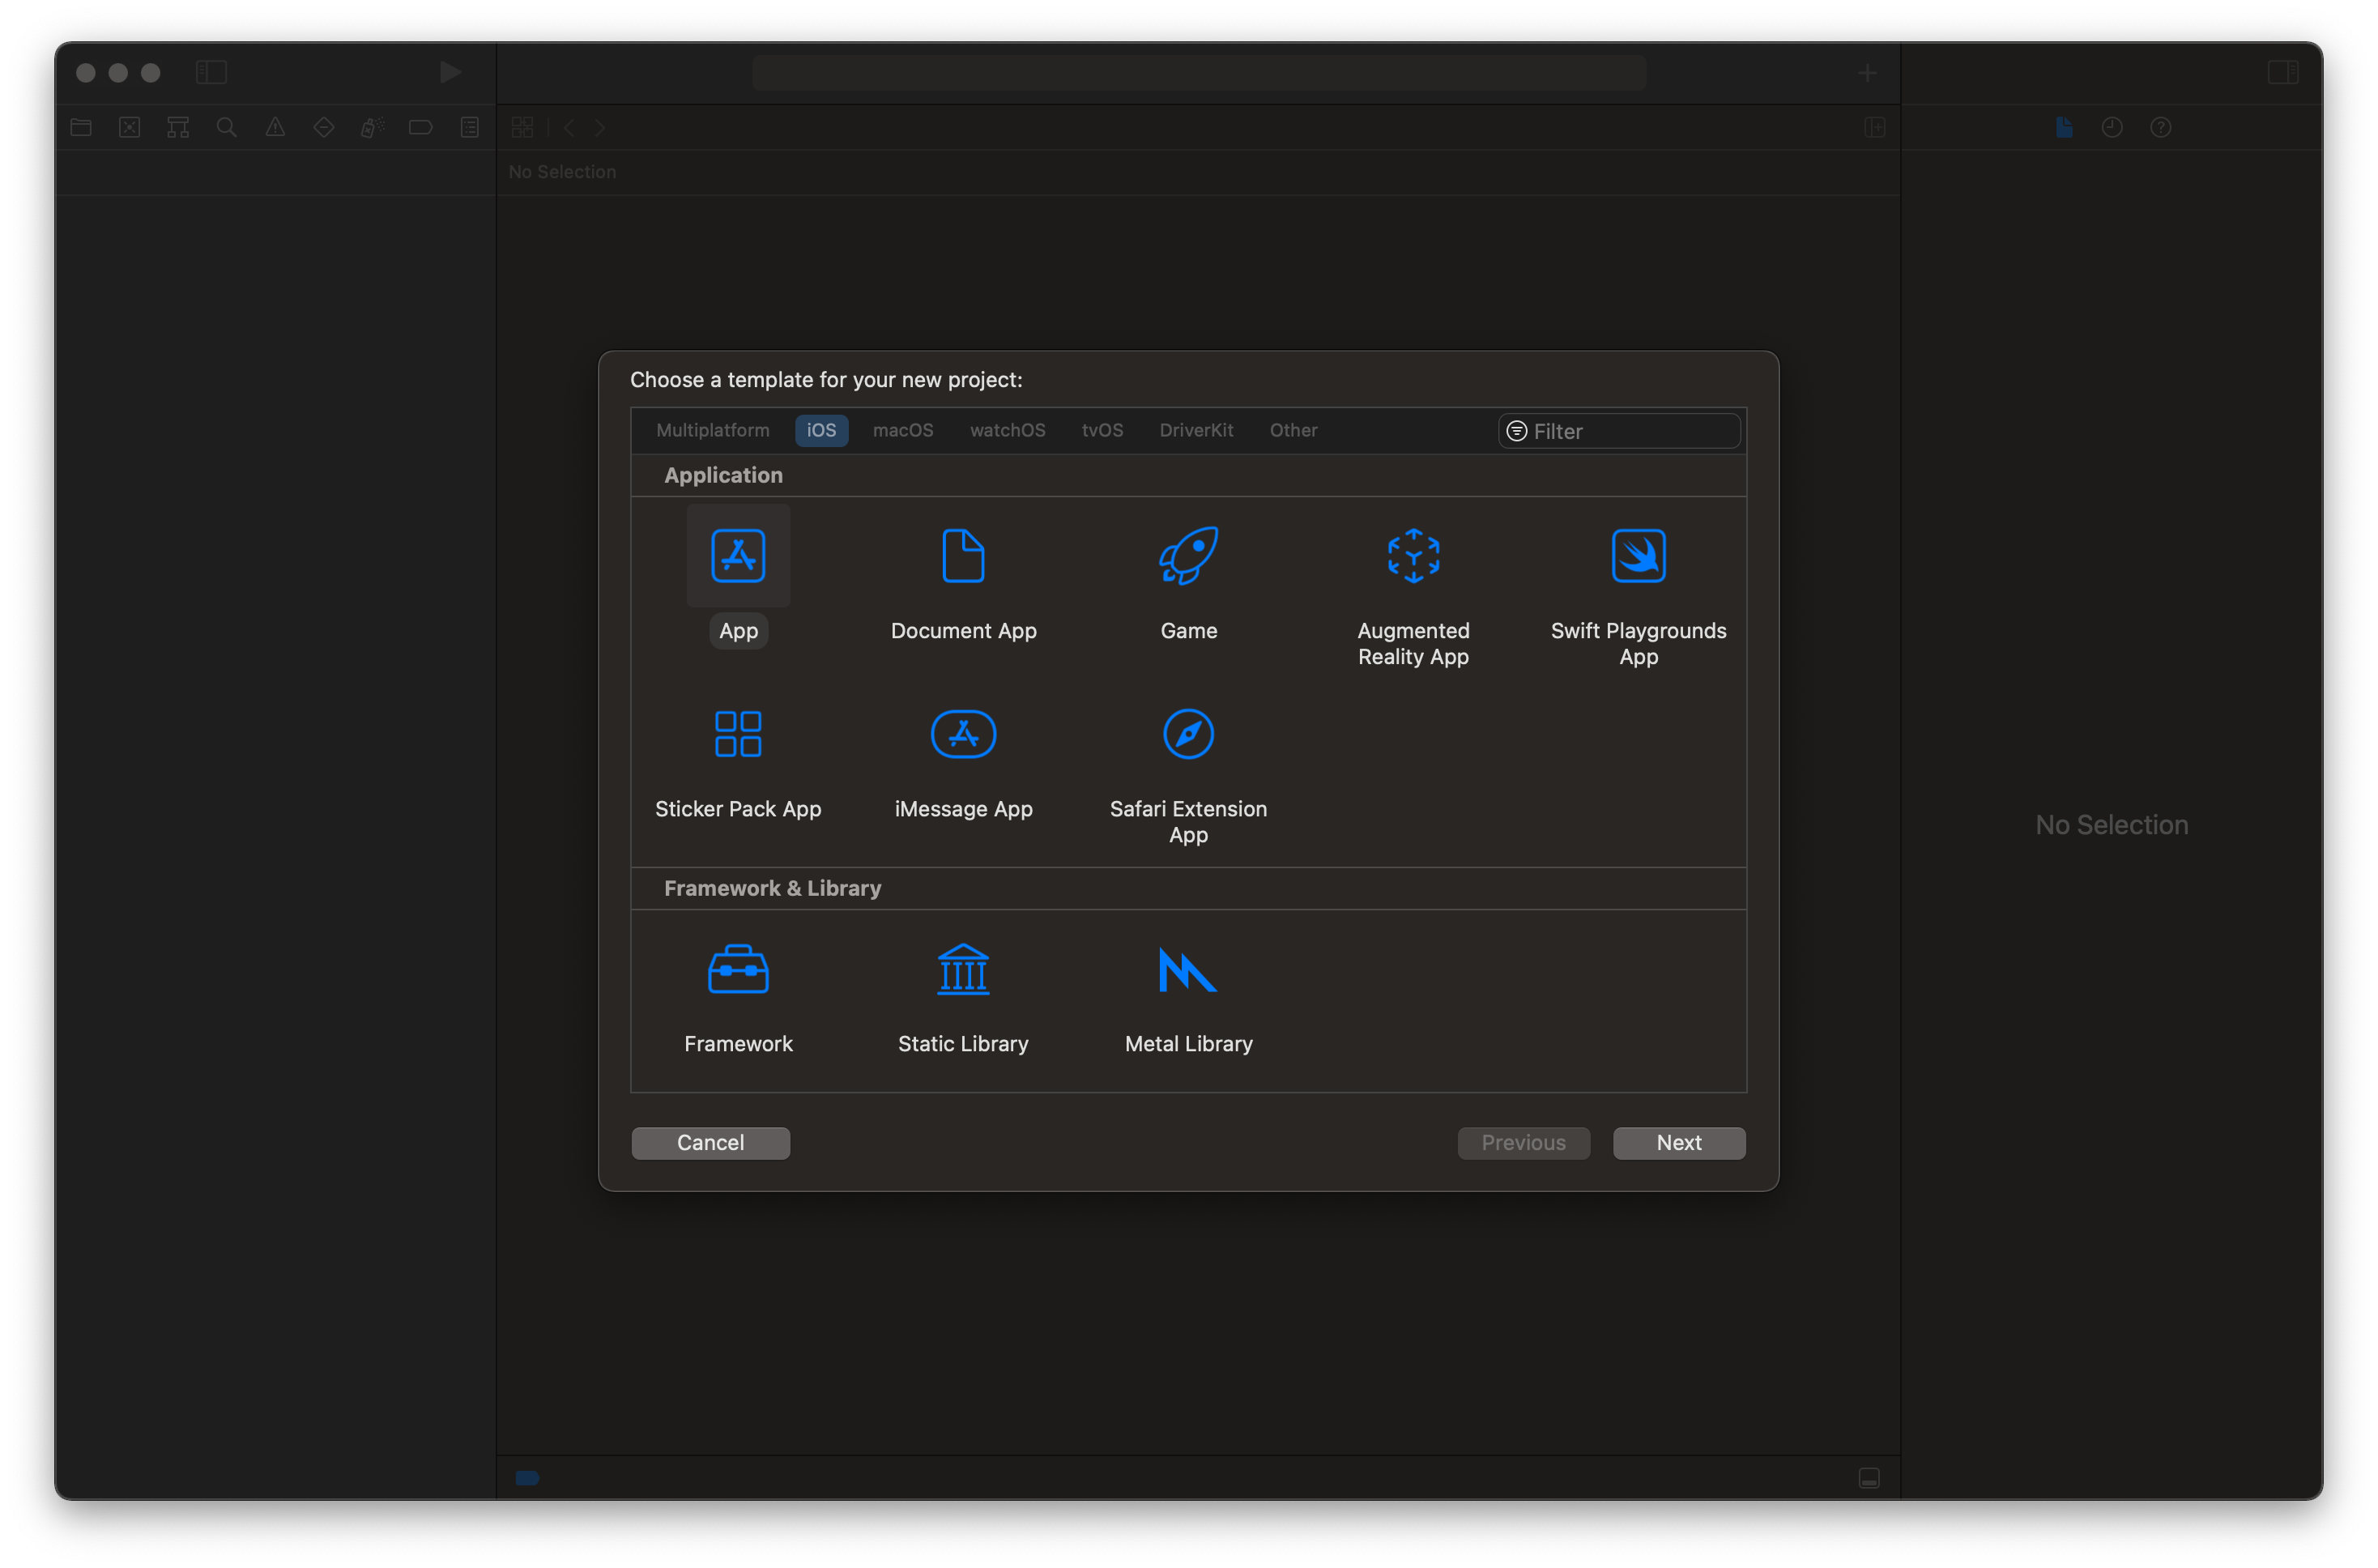 No Selection
Choose a template for your new project:
Multiplatform iOS macOS watchOS tvOS DriverKit Other Filter
Application
App
Document App
Game
Augmented
Reality App
Swift Playgrounds
App
Sticker Pack App
iMessage App
Safari Extension
App
Framework & Library
Framework
Static Library
Metal Library
Cancel Previous Next
No Selection